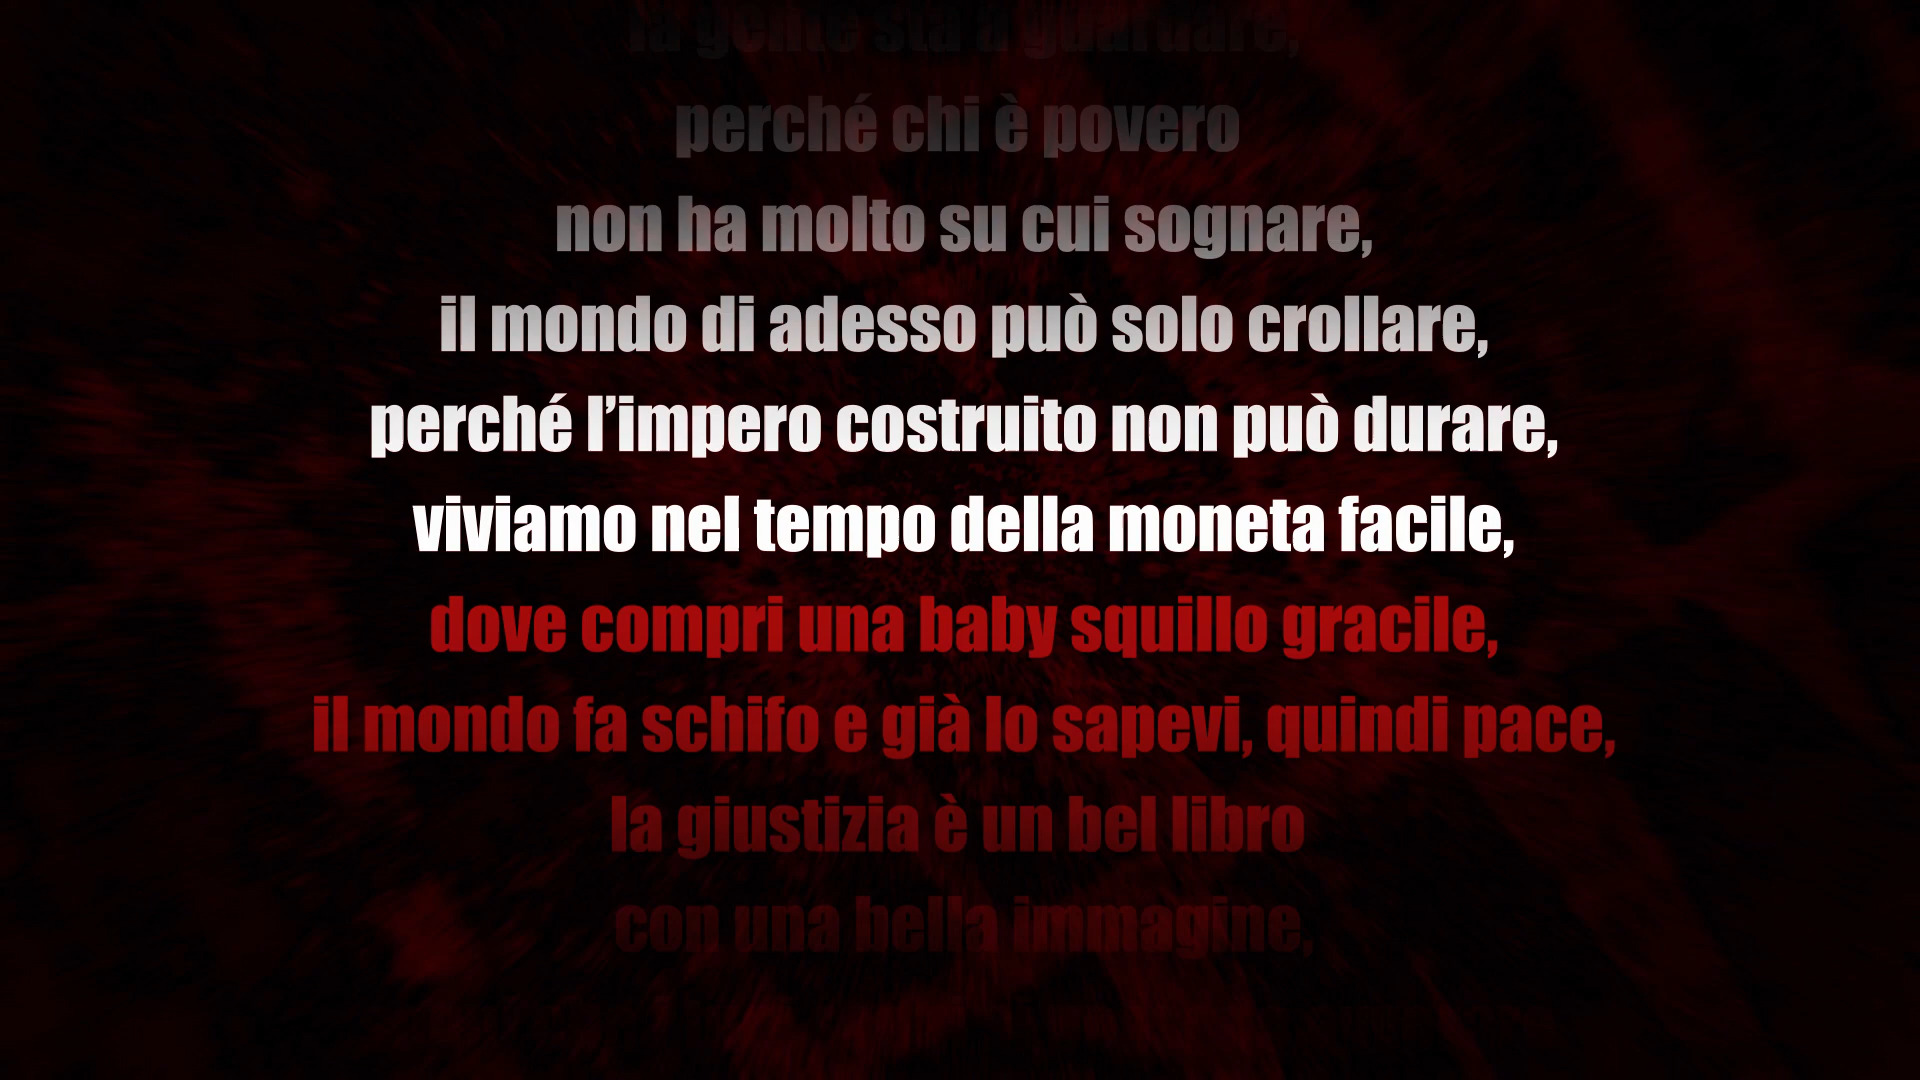 la gente sta a guardare,
perché chi è povero
non ha molto su cui sognare,
il mondo di adesso può solo crollare,
perché l’impero costruito non può durare,
viviamo nel tempo della moneta facile,
dove compri una baby squillo gracile,
il mondo fa schifo e già lo sapevi, quindi pace,
la giustizia è un bel libro
con una bella immagine,